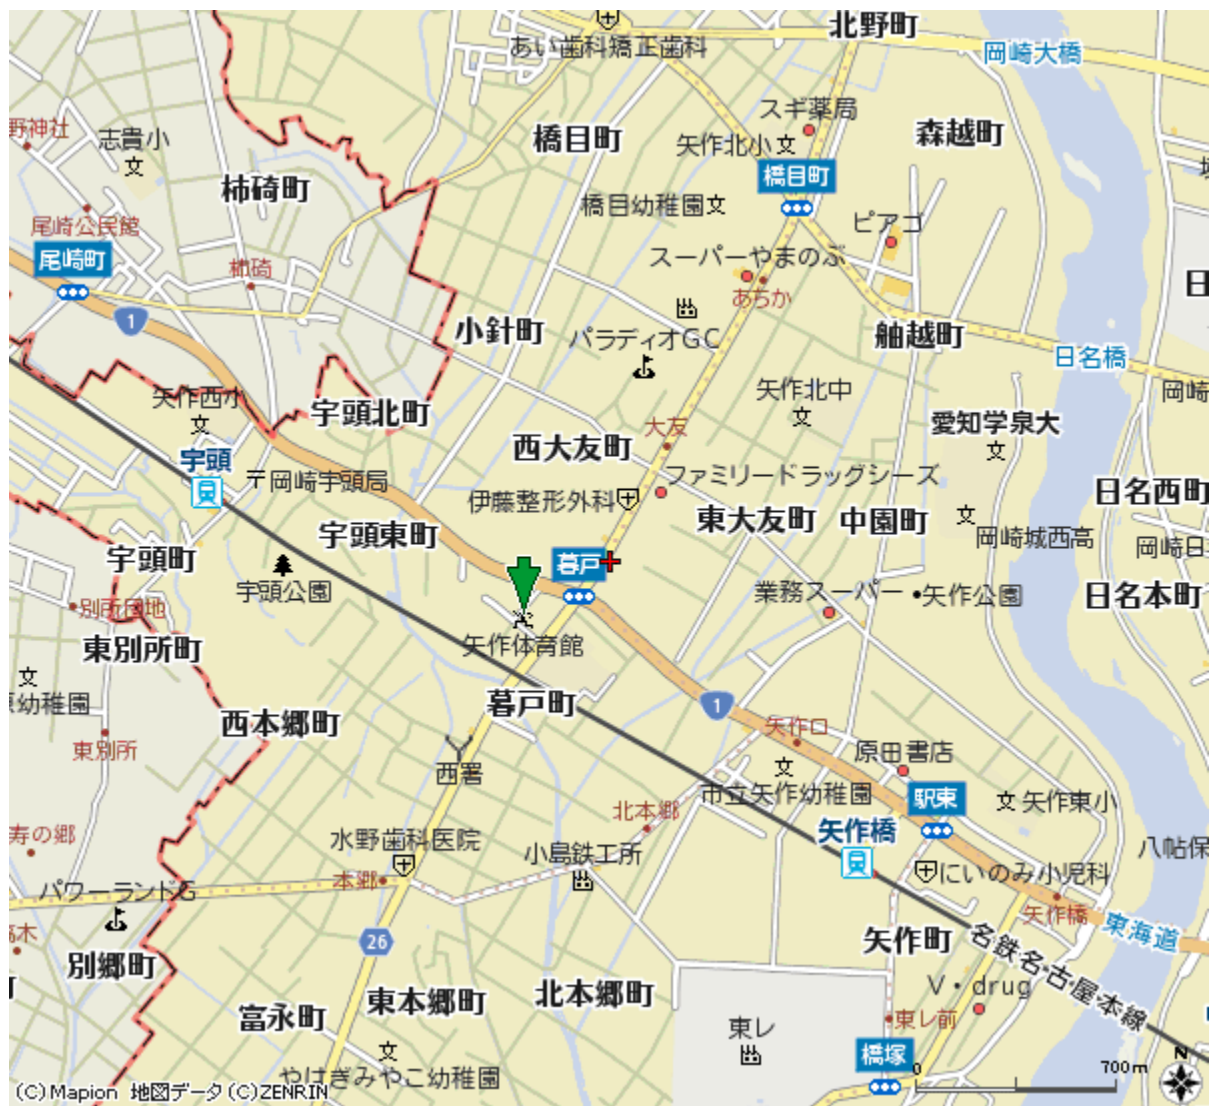 北野町
あい歯科矯正歯科
岡崎大橋
スギ薬局
野神社
志貴小
橋目町
矢作北小
森越町
橋目町
柿碕町
橋目幼稚園
ピアゴ
尾崎公民館
スーパーやまのぶ
尾崎町
柿碕
あらか
1
小針町
パラディオGC
舳越町
日名橋
矢作西小
宇頭北町
矢作北中
岡崎
愛知学泉大
大友
西大友町
宇頭
岡崎宇頭局
ファミリードラッグシーズ
伊藤整形外科
日名西町
東大友町
中園町
宇頭東町
岡崎城西高
岡崎日
宇頭町
暮戸
宇頭公園
業務スーパー
矢作公園
日名本町
別所団地
東別所町
矢作体育館
幼稚園
暮戸町
1
西本郷町
矢作口
東別所
原田書店
西署
市立矢作幼稚園
駅東
矢作東小
北本郷
寿の郷
水野歯科医院
矢作橋
小島鉄工所
八帖
にいのみ小児科
本郷
パワーランドG
矢作橋
東海道
高木
26
矢作町
名鉄名古屋本線
別郷町
東本郷町
北本郷町
V・drug
富永町
東レ
東レ前
橋塚
やはぎみやこ幼稚園
0
700m
N
(C)Mapion 地図データ(C)ZENRIN